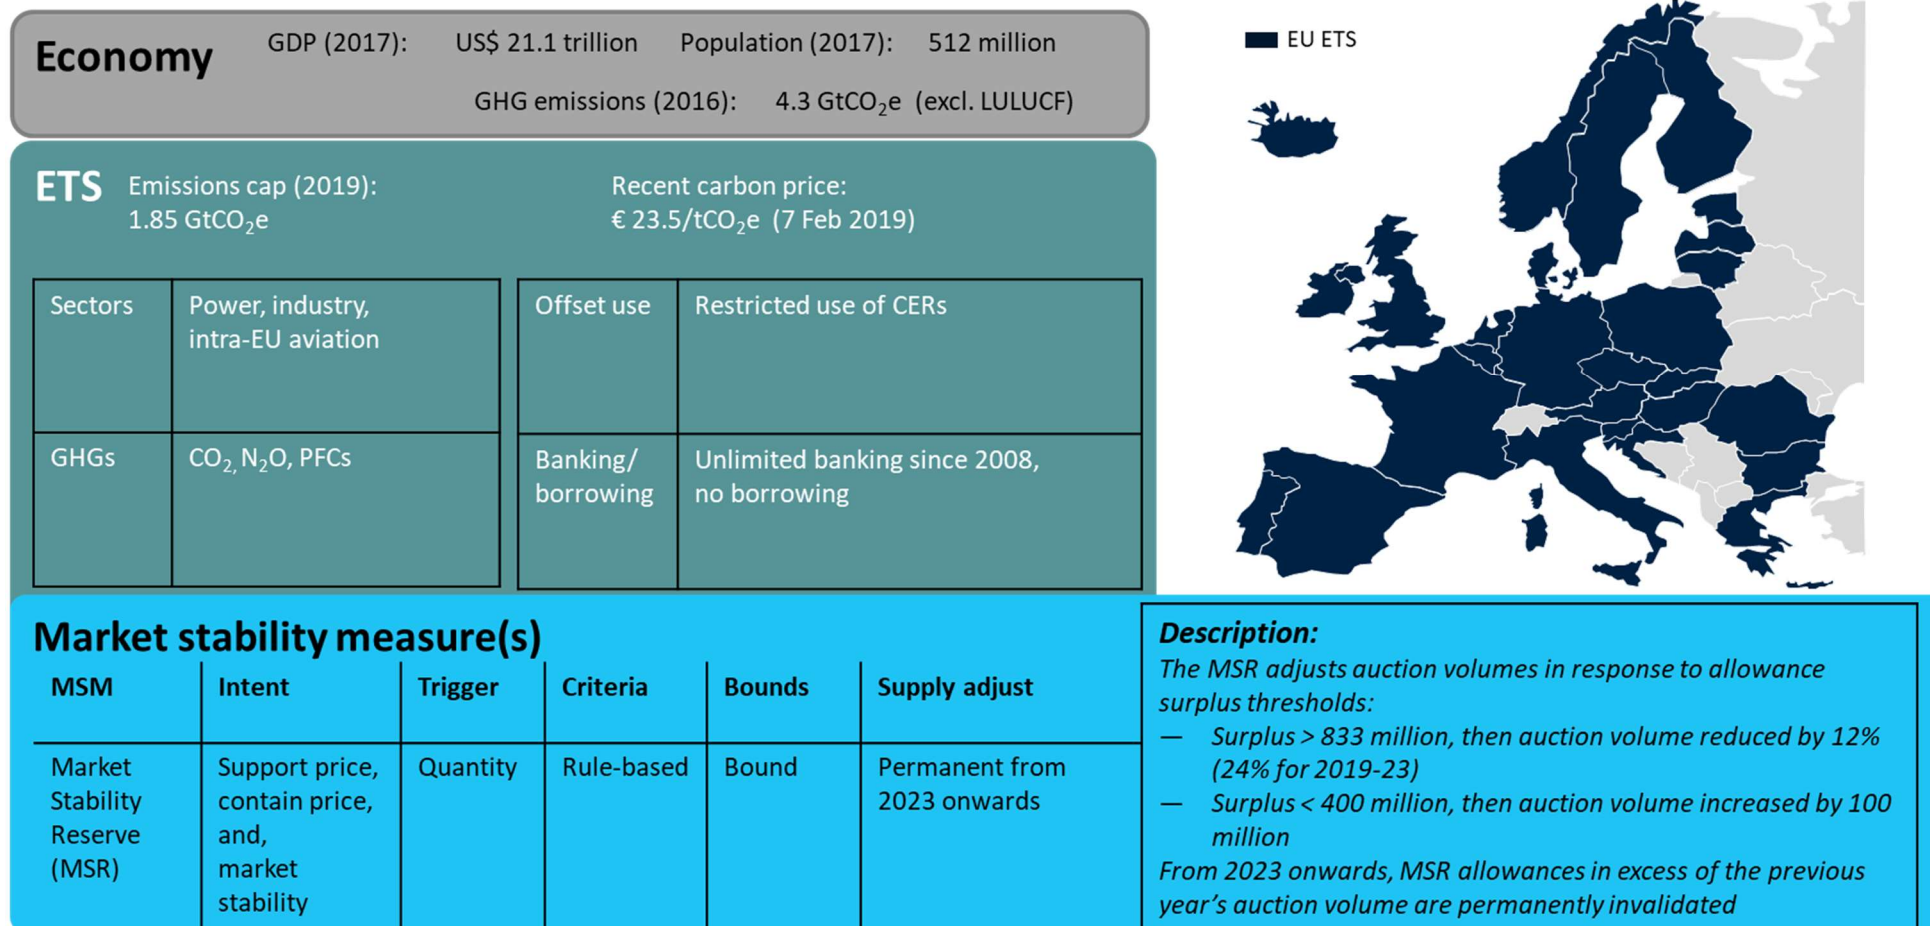 Economy
GDP (2017): US$ 21.1 trillion Population (2017): 512 million
GHG emissions (2016): 4.3 GtCO₂e (excl. LULUCF)
EU ETS
ETS
Emissions cap (2019):
1.85 GtCO₂e
Recent carbon price:
€ 23.5/tCO₂e (7 Feb 2019)
Sectors
Power, industry,
intra-EU aviation
Offset use
Restricted use of CERs
GHGs
CO₂, N₂O, PFCs
Banking/
borrowing
Unlimited banking since 2008,
no borrowing
Market stability measure(s)
MSM Intent Trigger Criteria Bounds Supply adjust
Market
Stability
Reserve
(MSR)
Support price,
contain price,
and,
market
stability
Quantity
Rule-based
Bound
Permanent from
2023 onwards
Description:
The MSR adjusts auction volumes in response to allowance
surplus thresholds:
— Surplus > 833 million, then auction volume reduced by 12%
(24% for 2019-23)
— Surplus < 400 million, then auction volume increased by 100
million
From 2023 onwards, MSR allowances in excess of the previous
year's auction volume are permanently invalidated